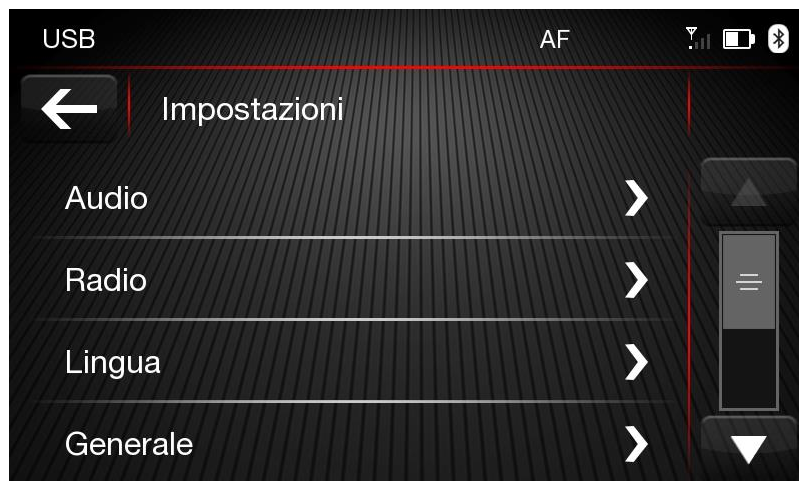 USB AF
Impostazioni
Audio
Radio
Lingua
Generale